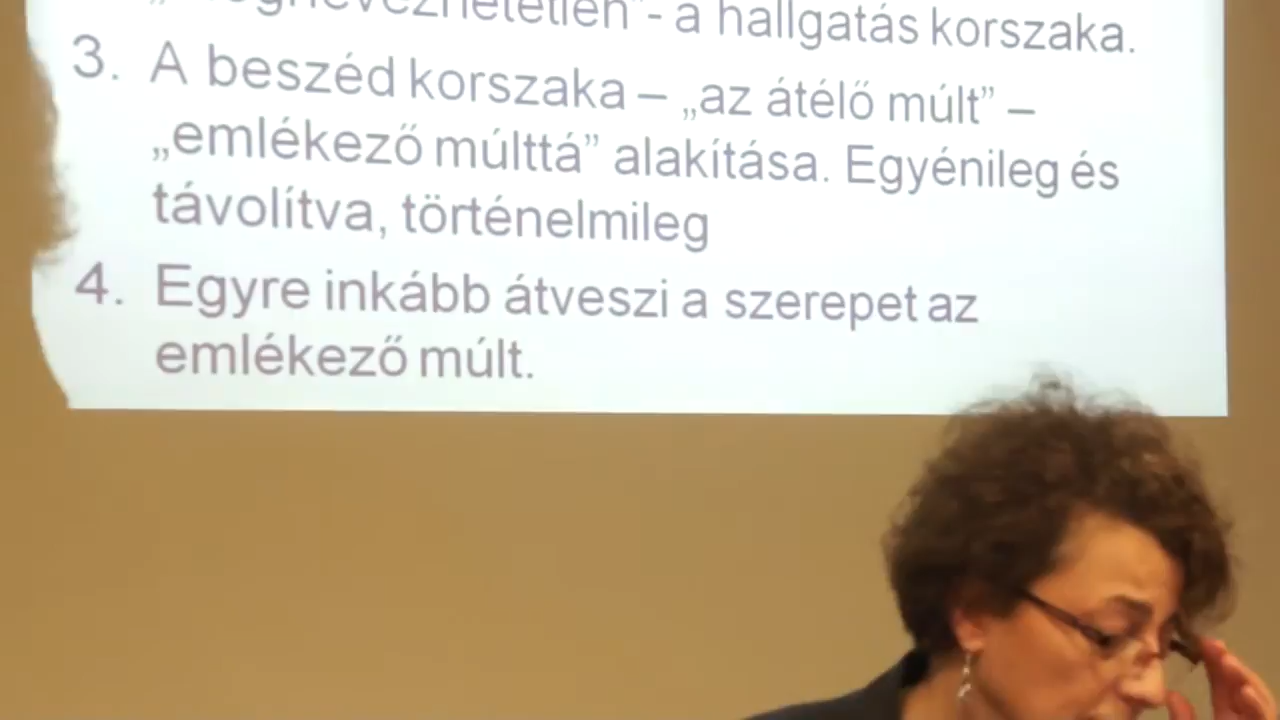 „megnevezhetetlen”- a hallgatás korszaka.
3. A beszéd korszaka – „az átélő múlt” –
„emlékező múlttá” alakítása. Egyénileg és
távolítva, történelmileg
4. Egyre inkább átveszi a szerepet az
emlékező múlt.